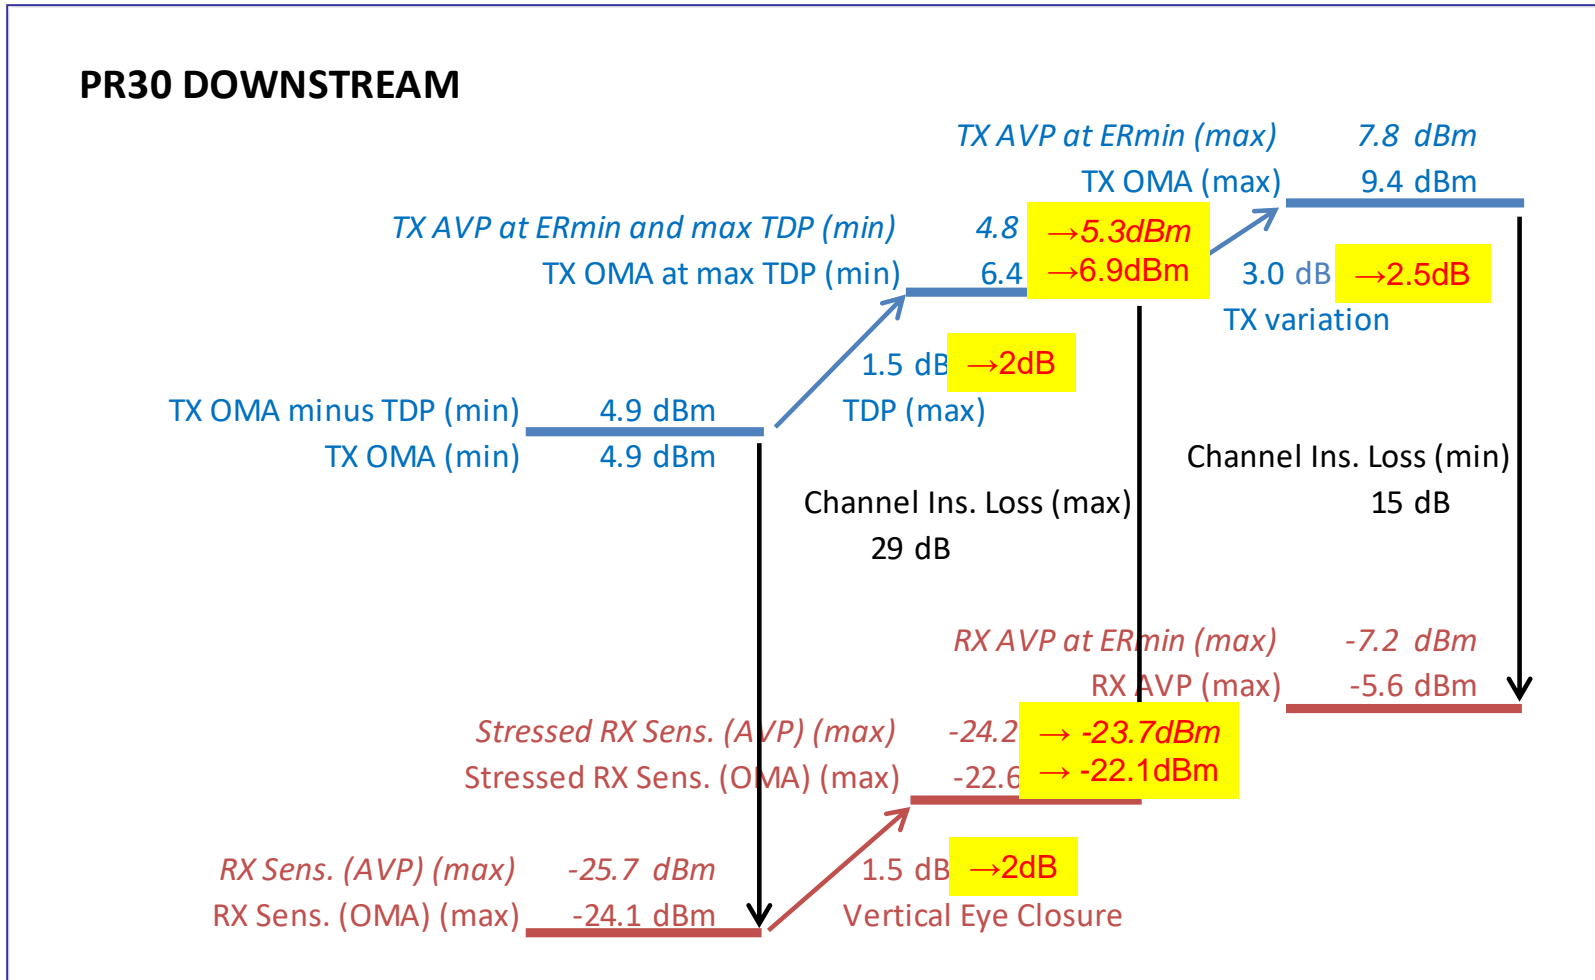 PR30 DOWNSTREAM
TX AVP at ERmin (max) 7.8 dBm
TX OMA (max) 9.4 dBm
TX AVP at ERmin and max TDP (min) 4.8 →5.3dBm
TX OMA at max TDP (min) 6.4 →6.9dBm
3.0 dB →2.5dB
TX variation
1.5 dB →2dB
TDP (max)
TX OMA minus TDP (min) 4.9 dBm
TX OMA (min) 4.9 dBm
Channel Ins. Loss (min)
15 dB
Channel Ins. Loss (max)
29 dB
RX AVP at ERmin (max) -7.2 dBm
RX AVP (max) -5.6 dBm
Stressed RX Sens. (AVP) (max) -24.2 → -23.7dBm
Stressed RX Sens. (OMA) (max) -22.6 → -22.1dBm
RX Sens. (AVP) (max) -25.7 dBm
1.5 dB →2dB
RX Sens. (OMA) (max) -24.1 dBm
Vertical Eye Closure